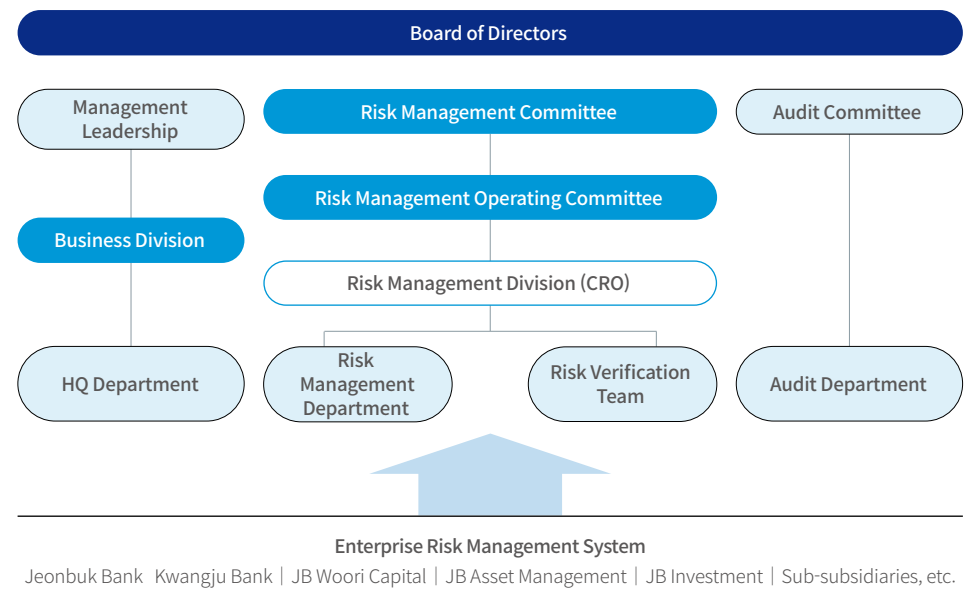 Board of Directors
Management
Leadership
Risk Management Committee
Audit Committee
Risk Management Operating Committee
Business Division
Risk Management Division (CRO)
HQ Department
Risk
Management
Department
Risk Verification
Team
Audit Department
Enterprise Risk Management System
Jeonbuk Bank Kwangju Bank | JB Woori Capital | JB Asset Management | JB Investment | Sub-subsidiaries, etc.